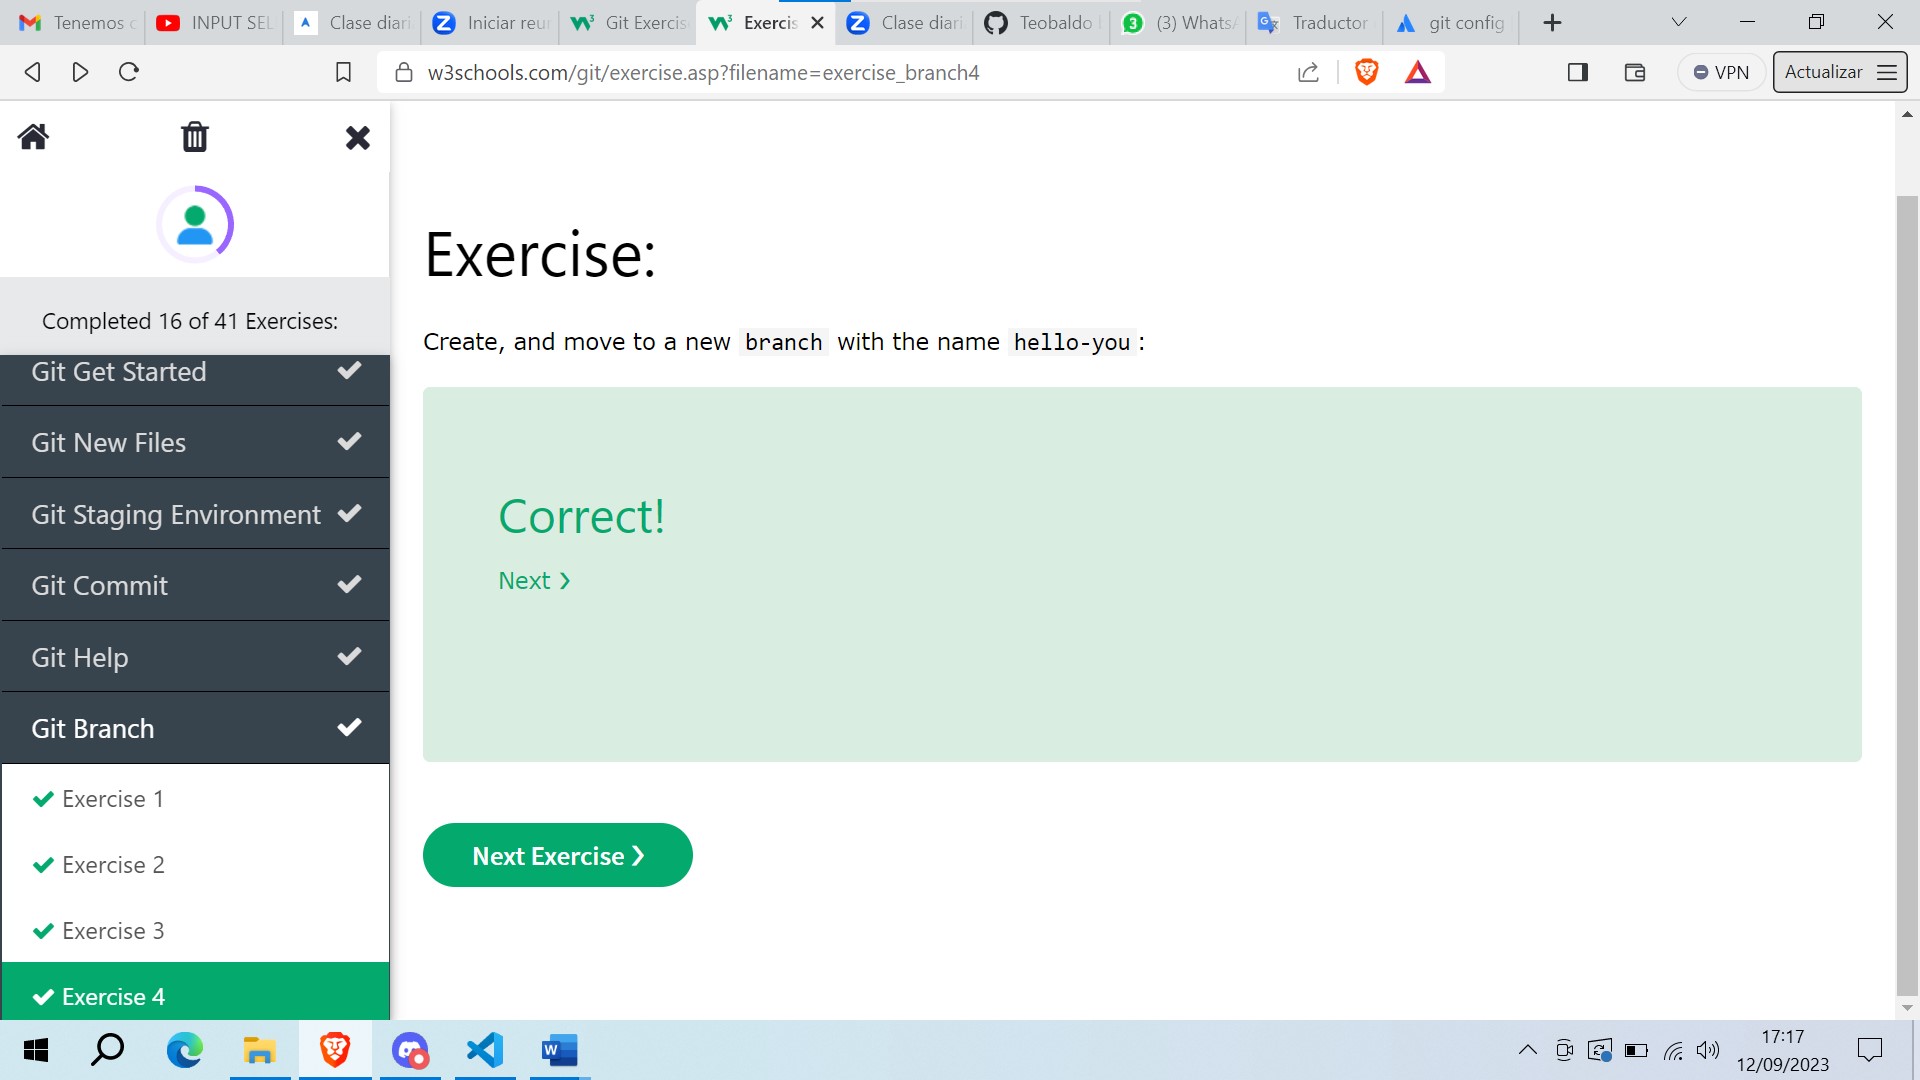 Tenemos
INPUT SEL
Clase diari
Iniciar reu
Git Exercis
Exercis
Clase diari
Teobaldo
(3) WhatsA
Traductor
git config
w3schools.com/git/exercise.asp?filename=exercise_branch4
VPN
Actualizar
Completed 16 of 41 Exercises:
Git Get Started
Git New Files
Git Staging Environment
Git Commit
Git Help
Git Branch
Exercise 1
Exercise 2
Exercise 3
Exercise 4
Exercise:
Create, and move to a new branch with the name hello-you:
Correct!
Next ❯
Next Exercise ❯
17:17
12/09/2023